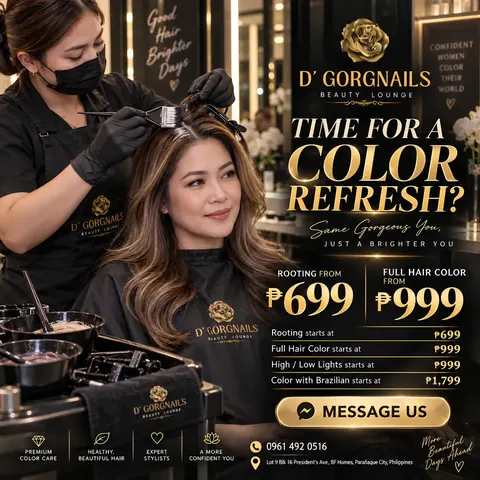 Good
Hair
Brighter
Days
CONFIDENT
WOMEN
COLOR
THEIR
WORLD
D' GORGNAILS
BEAUTY LOUNGE
TIME FOR A
COLOR
REFRESH?
Same Gorgeous You,
JUST A BRIGHTER YOU
ROOTING FROM
₱699
FULL HAIR COLOR
FROM
₱999
Rooting starts at ₱699
Full Hair Color starts at ₱999
High / Low Lights starts at ₱999
Color with Brazilian starts at ₱1,799
MESSAGE US
D' GORGNAILS
BEAUTY LOUNGE
D' GORGNAILS
BEAUTY LOUNGE
D' GORGNAILS
BEAUTY LOUNGE
PREMIUM
COLOR CARE
HEALTHY,
BEAUTIFUL HAIR
EXPERT
STYLISTS
A MORE
CONFIDENT YOU
0961 492 0516
Lot 9 Blk 16 President's Ave., BF Homes, Parañaque City, Philippines
More
Beautiful
Days Ahead